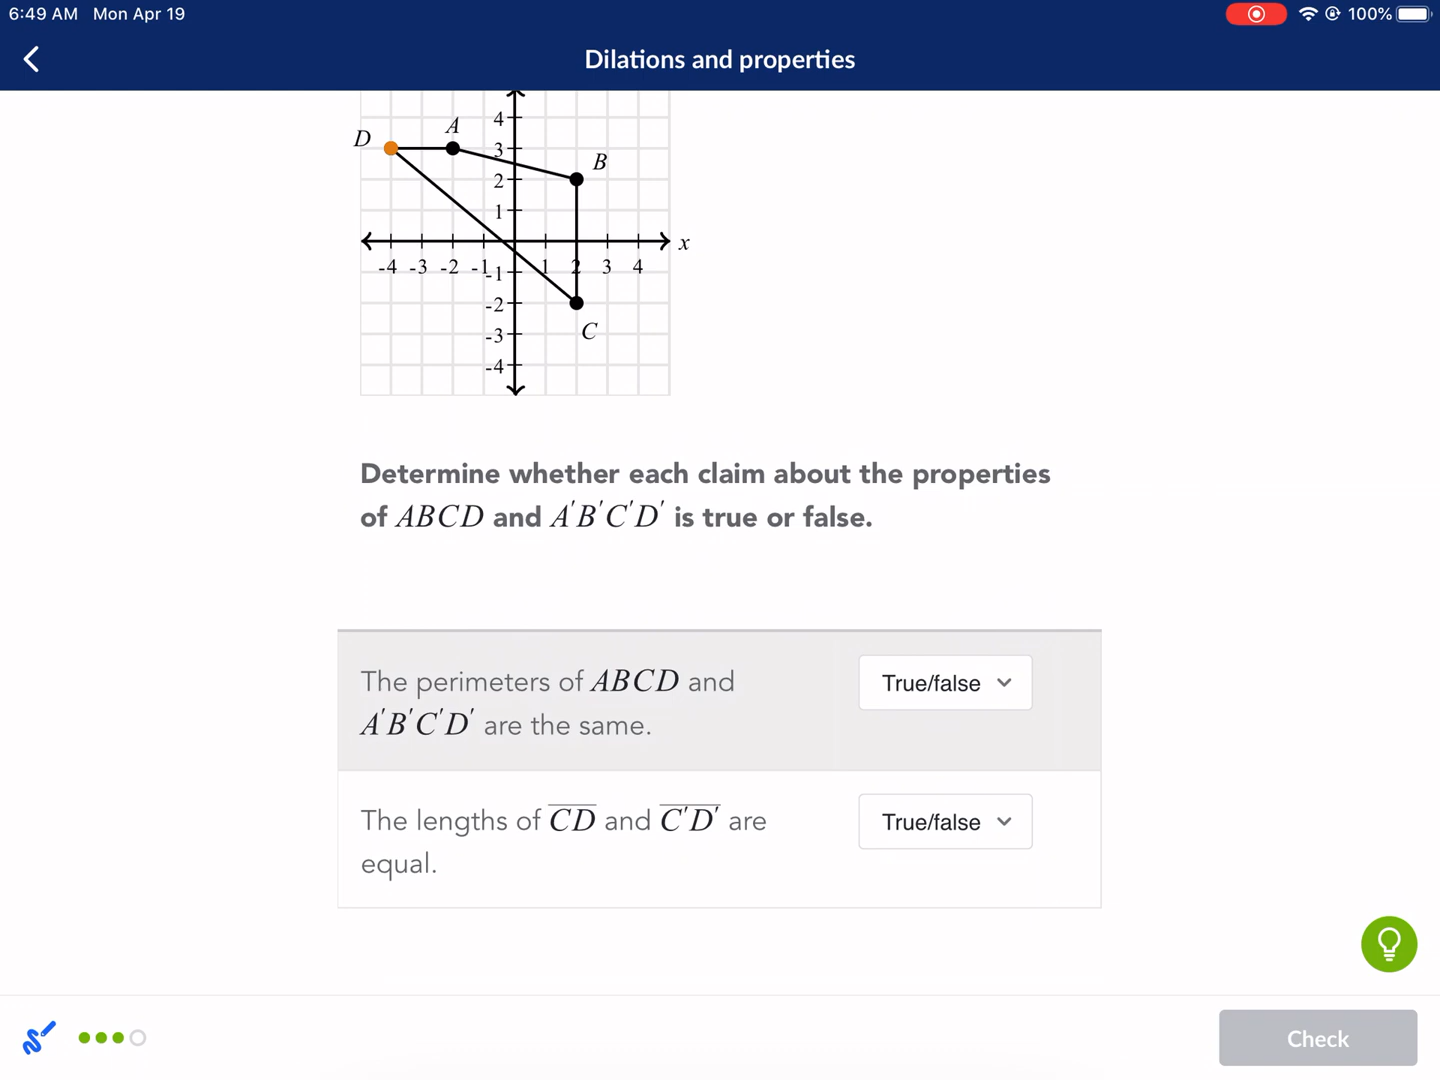 6:49 AM Mon Apr 19
100%
Dilations and properties
D
A
B
C
4
3
2
1
-1
-2
-3
-4
-4 -3 -2 -1 1 2 3 4
x
Determine whether each claim about the properties
of ABCD and A'B'C'D' is true or false.
The perimeters of ABCD and
A'B'C'D' are the same.
True/false
The lengths of C̅D̅ and C̅'D̅' are
equal.
True/false
Check